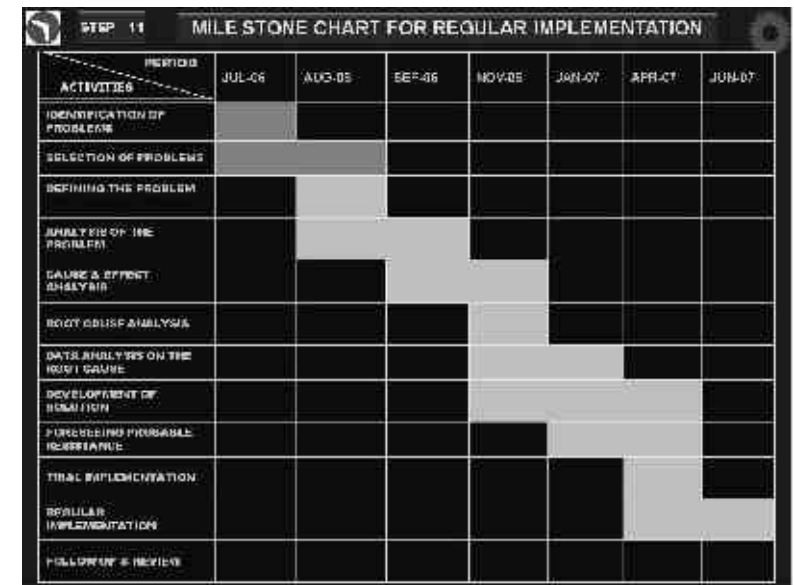 STEP 11
MILE STONE CHART FOR REGULAR IMPLEMENTATION
PERIOD
ACTIVITIES
JUL-06
AUG-06
SEP-06
NOV-06
JAN-07
APR-07
JUN-07
IDENTIFICATION OF
PROBLEMS
SELECTION OF PROBLEMS
DEFINING THE PROBLEM
ANALYSIS OF THE
PROBLEM
CAUSE & EFFECT
ANALYSIS
ROOT CAUSE ANALYSIS
DATA ANALYSIS ON THE
ROOT CAUSE
DEVELOPMENT OF
SOLUTION
FORESEEING PROBABLE
RESISTANCE
TRIAL IMPLEMENTATION
REGULAR
IMPLEMENTATION
FOLLOW UP & REVIEW